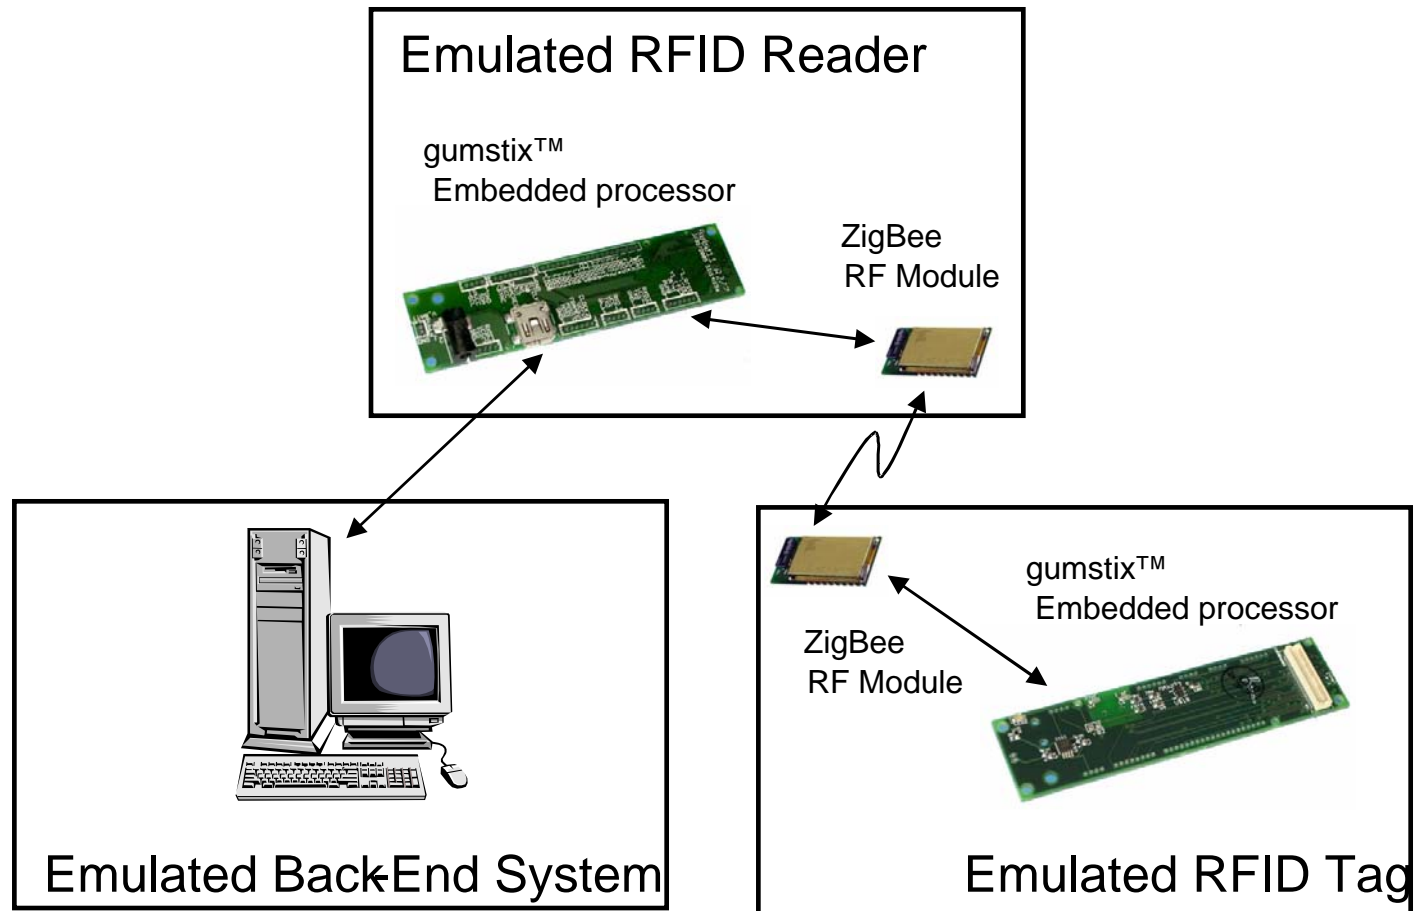 Emulated RFID Reader
gumstix™
Embedded processor
ZigBee
RF Module
gumstix™
Embedded processor
ZigBee
RF Module
Emulated Back-End System
Emulated RFID Tag